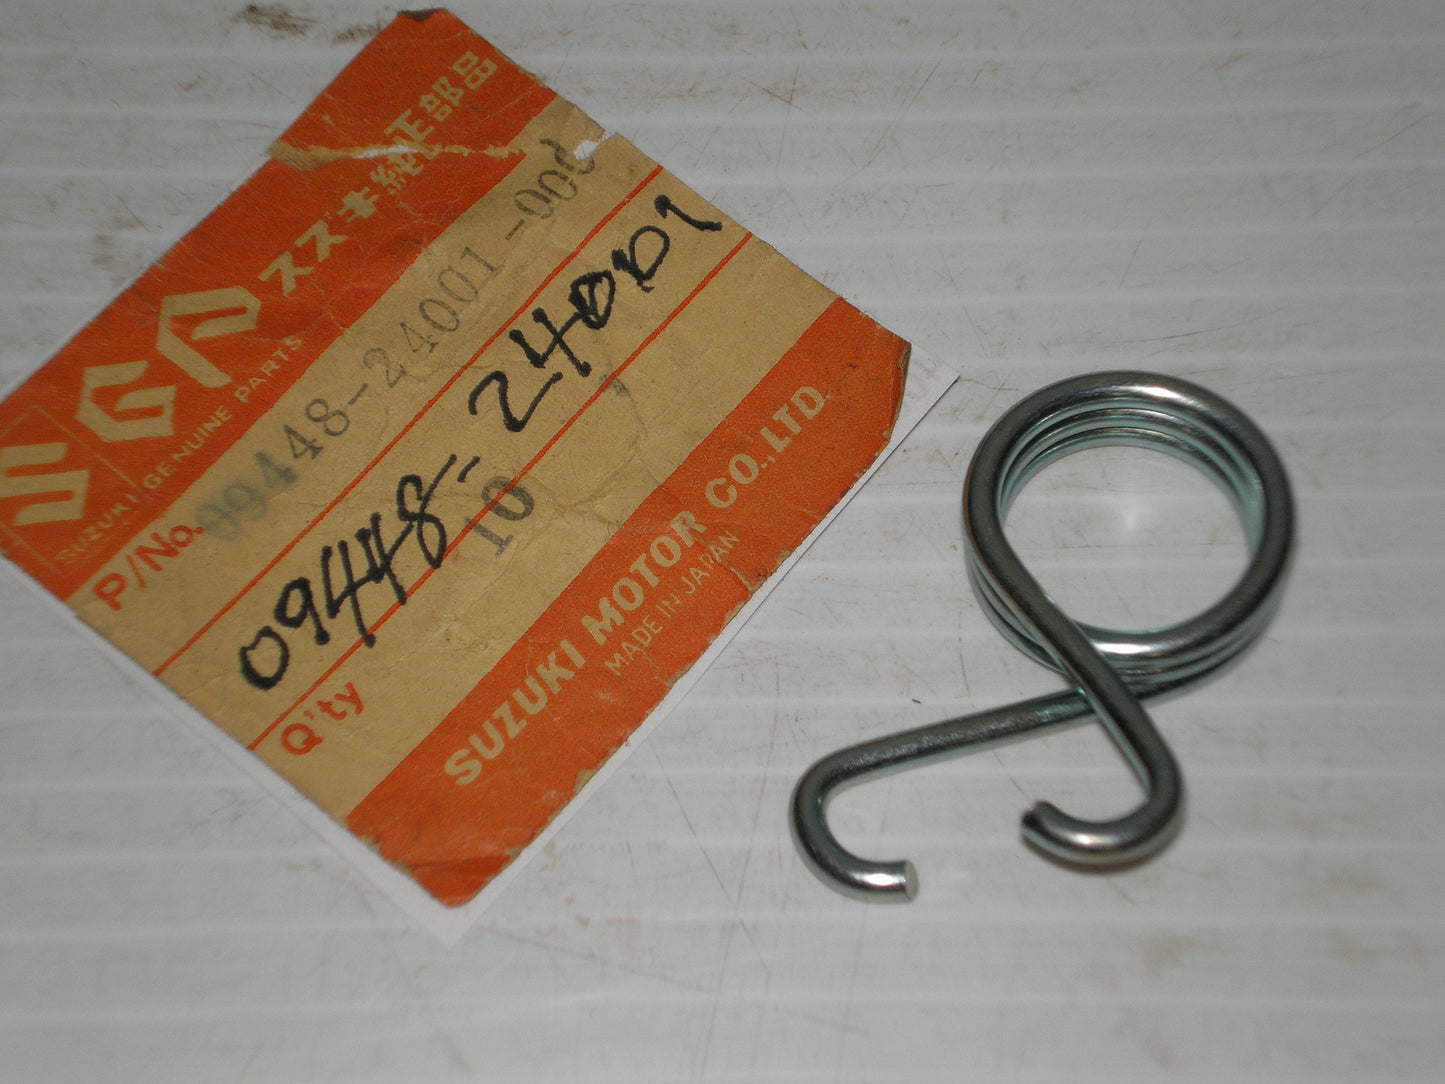 SGP スズキ純正部品
SUZUKI GENUINE PARTS
P/No. 09448-24001-000
09448-24001
Q'ty 10
SUZUKI MOTOR CO.,LTD.
MADE IN JAPAN